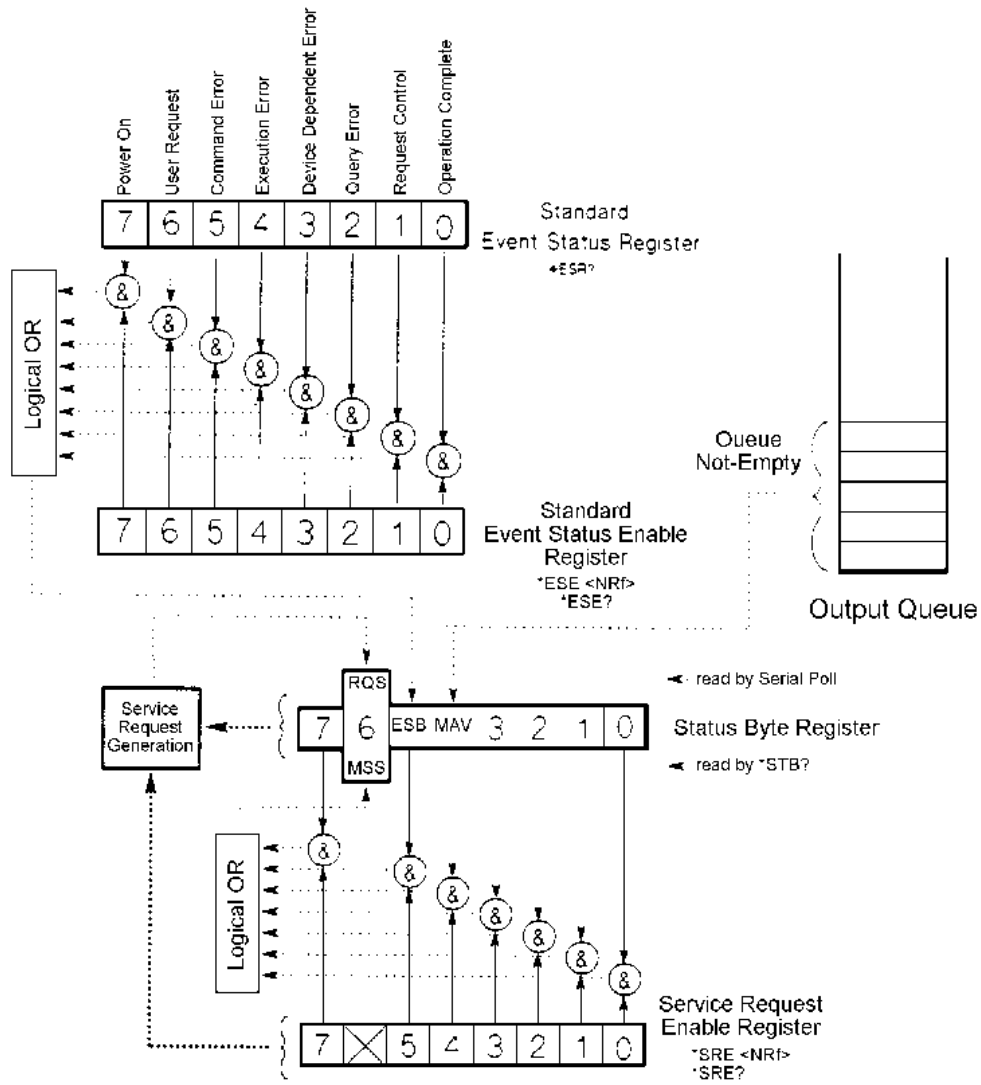 Power On
User Request
Command Error
Execution Error
Device Dependent Error
Query Error
Request Control
Operation Complete
7 6 5 4 3 2 1 0
Standard
Event Status Register
*ESR?
& & & & & & & &
Logical OR
7 6 5 4 3 2 1 0
Standard
Event Status Enable
Register
*ESE <NRf>
*ESE?
Queue
Not-Empty
Output Queue
Service
Request
Generation
RQS
7 6 ESB MAV 3 2 1 0
MSS
read by Serial Poll
Status Byte Register
read by *STB?
Logical OR
& & & & & & &
7 5 4 3 2 1 0
Service Request
Enable Register
*SRE <NRf>
*SRE?